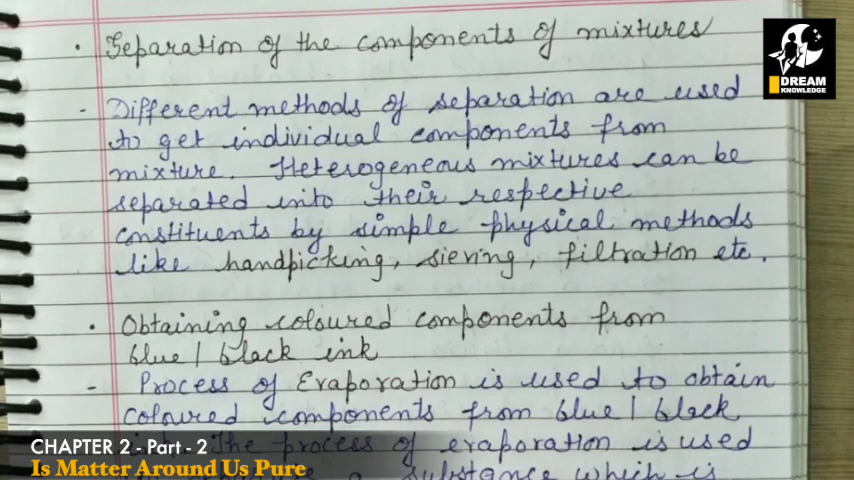 • Separation of the components of mixtures
- Different methods of separation are used
to get individual components from
mixture. Heterogeneous mixtures can be
separated into their respective
constituents by simple physical methods
like handpicking, sieving, filtration etc.
• Obtaining coloured components from
blue/black ink
- Process of Evaporation is used to obtain
coloured components from blue/black
The process of evaporation is used
a substance which is
DREAM
KNOWLEDGE
CHAPTER 2 - Part - 2
Is Matter Around Us Pure